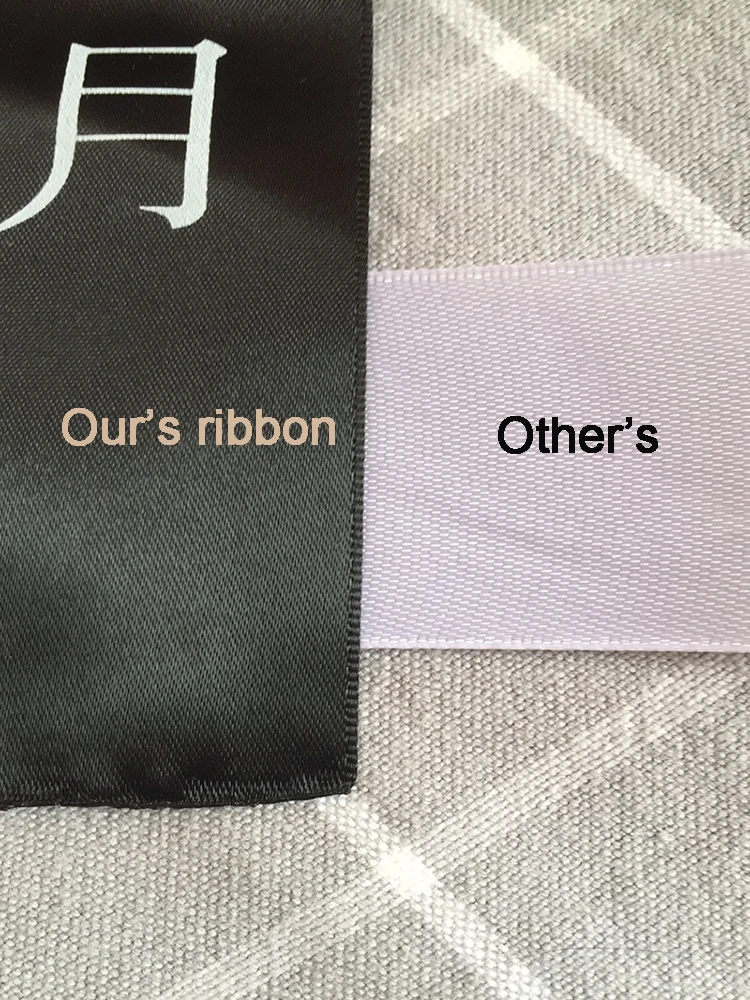 月
Our’s ribbon
Other’s